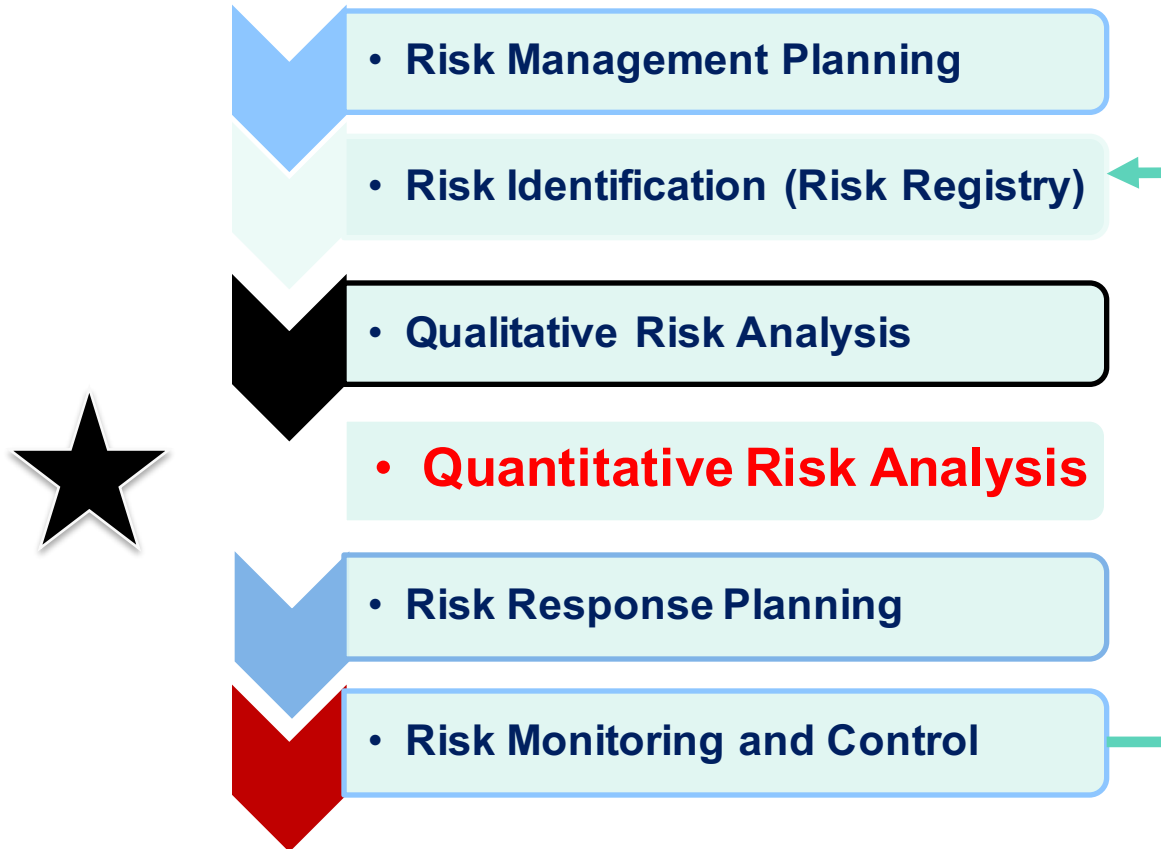 • Risk Management Planning
• Risk Identification (Risk Registry)
• Qualitative Risk Analysis
• Quantitative Risk Analysis
• Risk Response Planning
• Risk Monitoring and Control